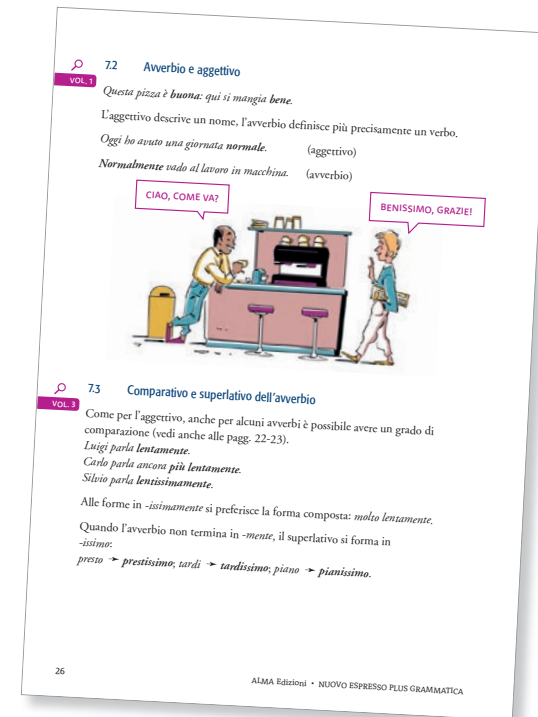 7.2 Avverbio e aggettivo
VOL. 1
Questa pizza è buona: qui si mangia bene.
L'aggettivo descrive un nome, l'avverbio definisce più precisamente un verbo.
Oggi ho avuto una giornata normale. (aggettivo)
Normalmente vado al lavoro in macchina. (avverbio)
CIAO, COME VA?
BENISSIMO, GRAZIE!
7.3 Comparativo e superlativo dell'avverbio
VOL. 3
Come per l'aggettivo, anche per alcuni avverbi è possibile avere un grado di
comparazione (vedi anche alle pagg. 22-23).
Luigi parla lentamente.
Carlo parla ancora più lentamente.
Silvio parla lentissimamente.
Alle forme in -issimamente si preferisce la forma composta: molto lentamente.
Quando l'avverbio non termina in -mente, il superlativo si forma in
-issimo:
presto ➛ prestissimo; tardi ➛ tardissimo; piano ➛ pianissimo.
26
ALMA Edizioni • NUOVO ESPRESSO PLUS GRAMMATICA